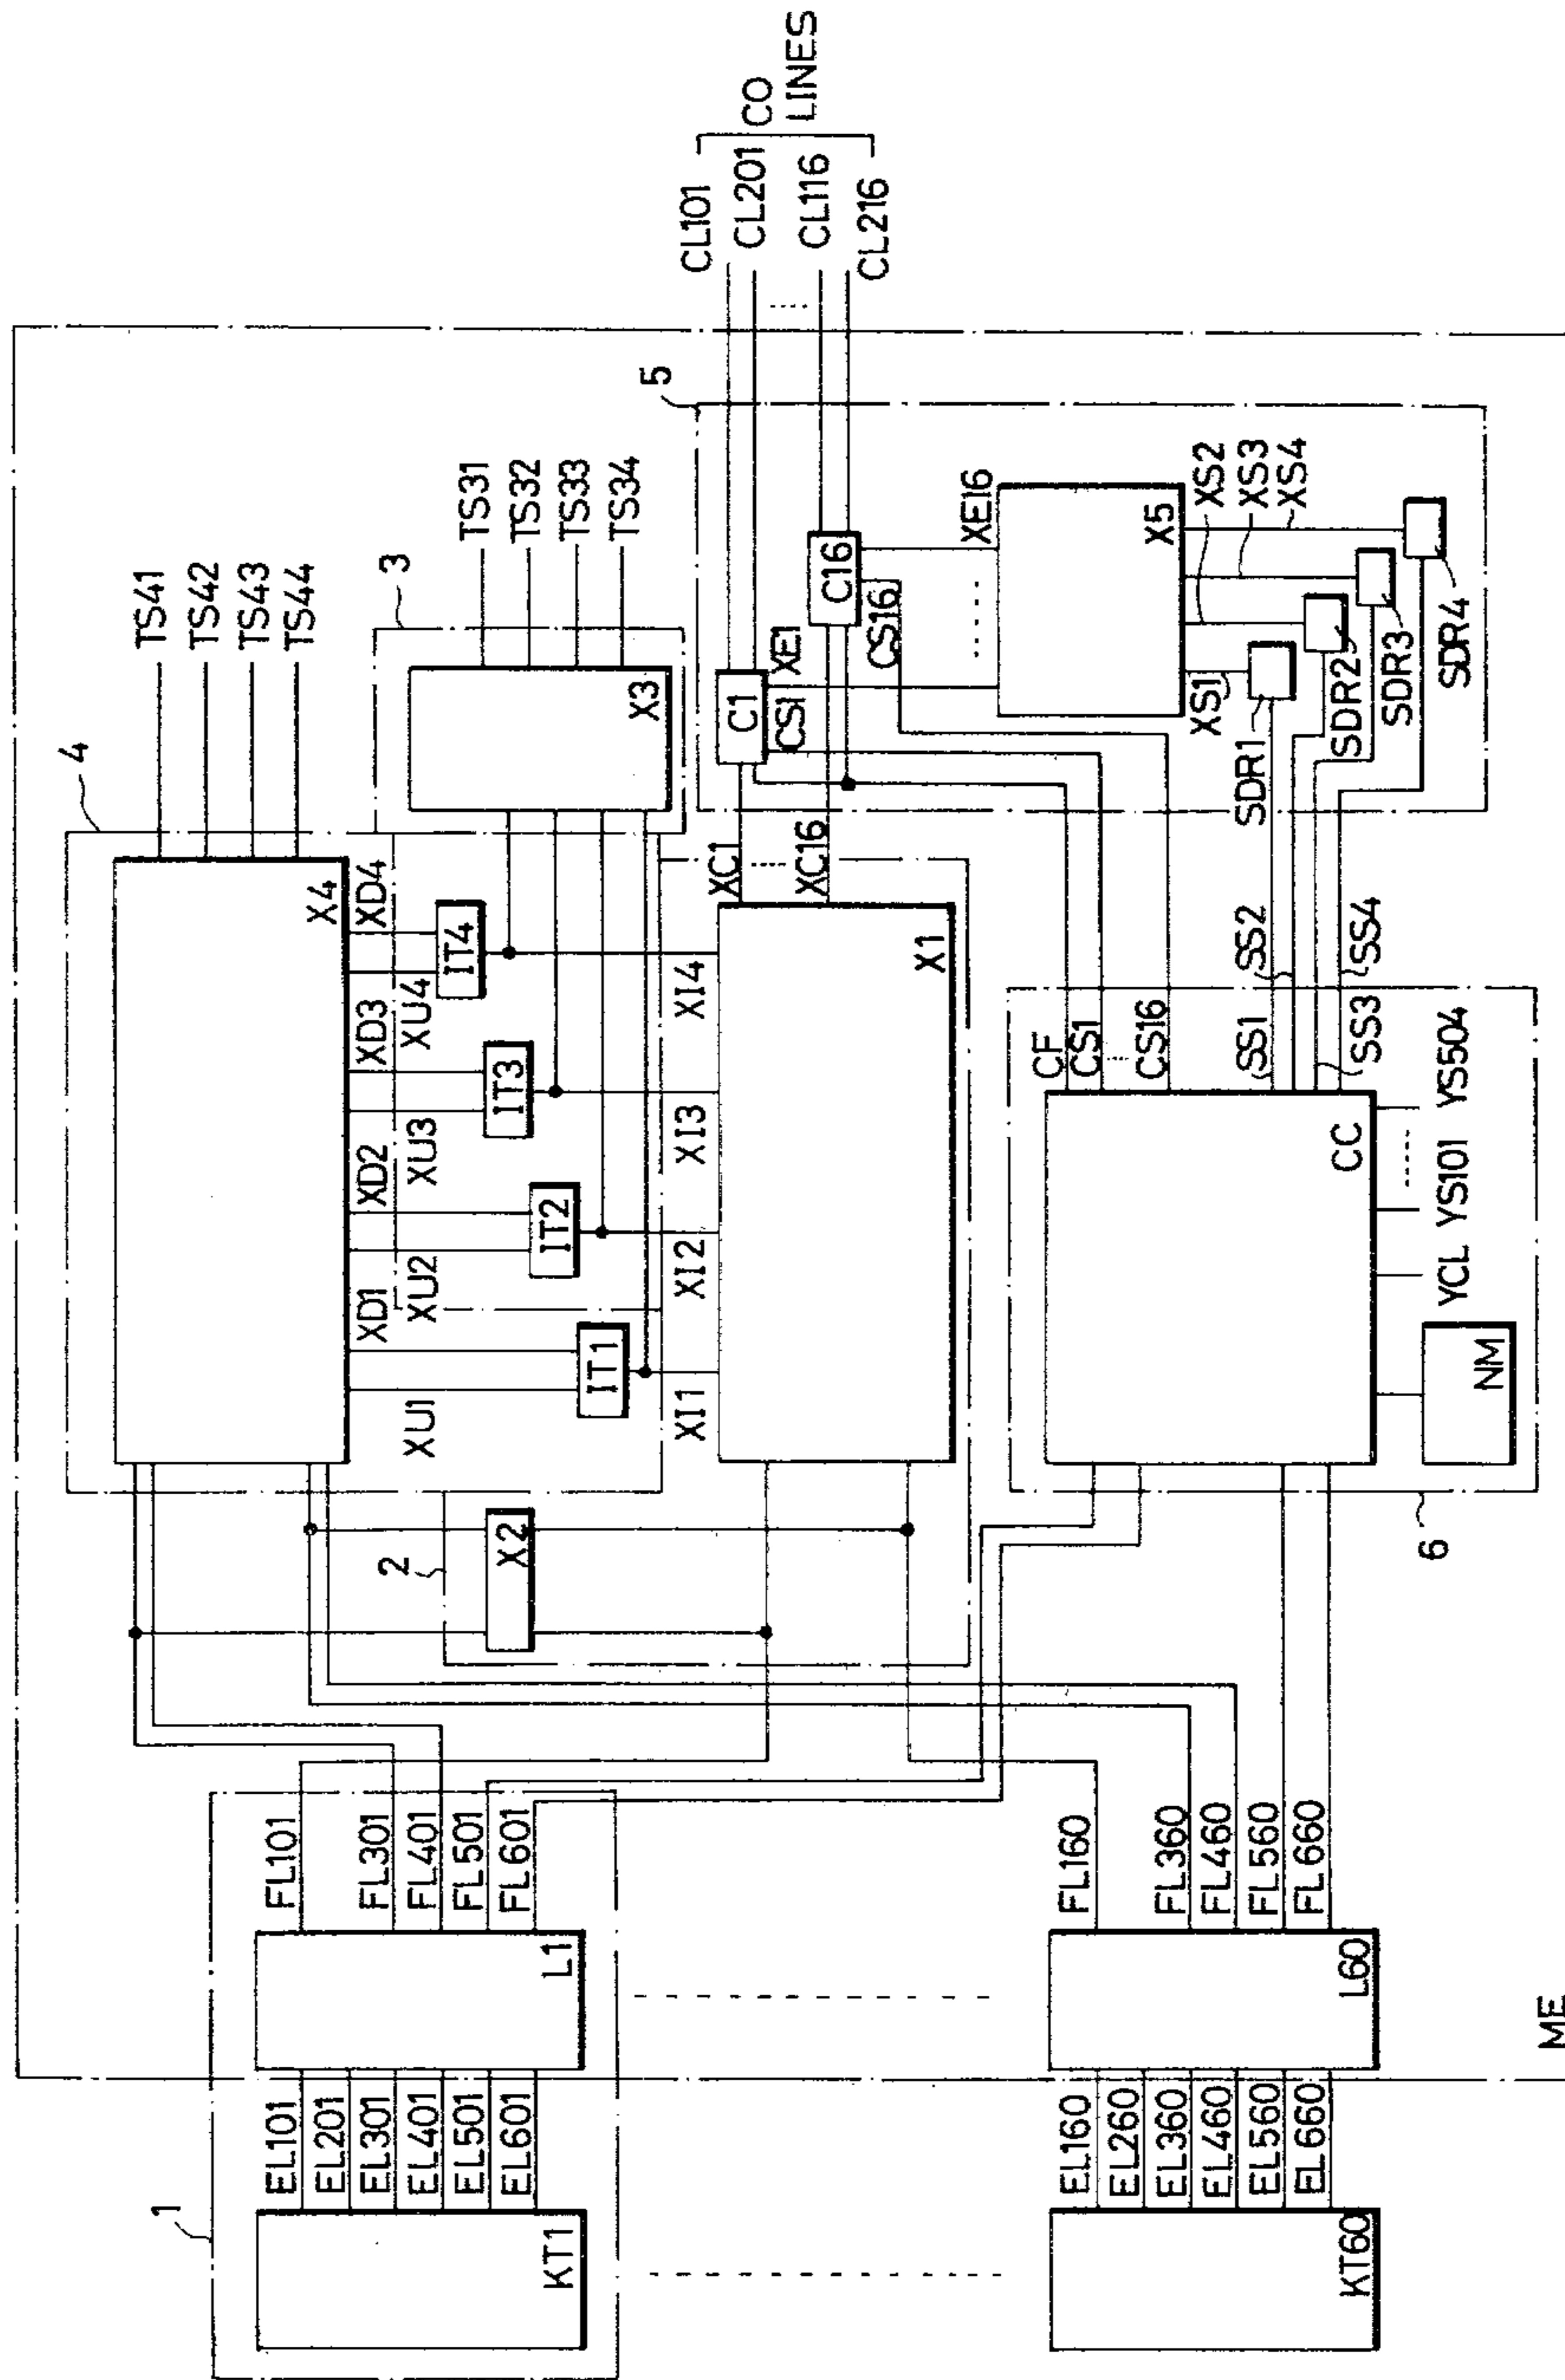 1
EL101
EL201
EL301
EL401
EL501
EL601
KT1
L1
FL101
FL301
FL401
FL501
FL601
EL160
EL260
EL360
EL460
EL560
EL660
KT60
L60
FL160
FL360
FL460
FL560
FL660
ME
4
X4
TS41
TS42
TS43
TS44
XU1
XD1
XU2
XD2
XU3
XD3
XU4
XD4
IT1
IT2
IT3
IT4
3
X3
TS31
TS32
TS33
TS34
2
X2
XI1
XI2
XI3
XI4
X1
XC1
XC16
5
C1
CS1
XE1
C16
CS16
XE16
CL101
CL201
CL116
CL216
CO
LINES
X5
XS1
XS2
XS3
XS4
SDR1
SDR2
SDR3
SDR4
6
CC
CF
CS1
CS16
SS1
SS2
SS3
SS4
NM
YCL
YS101
YS504